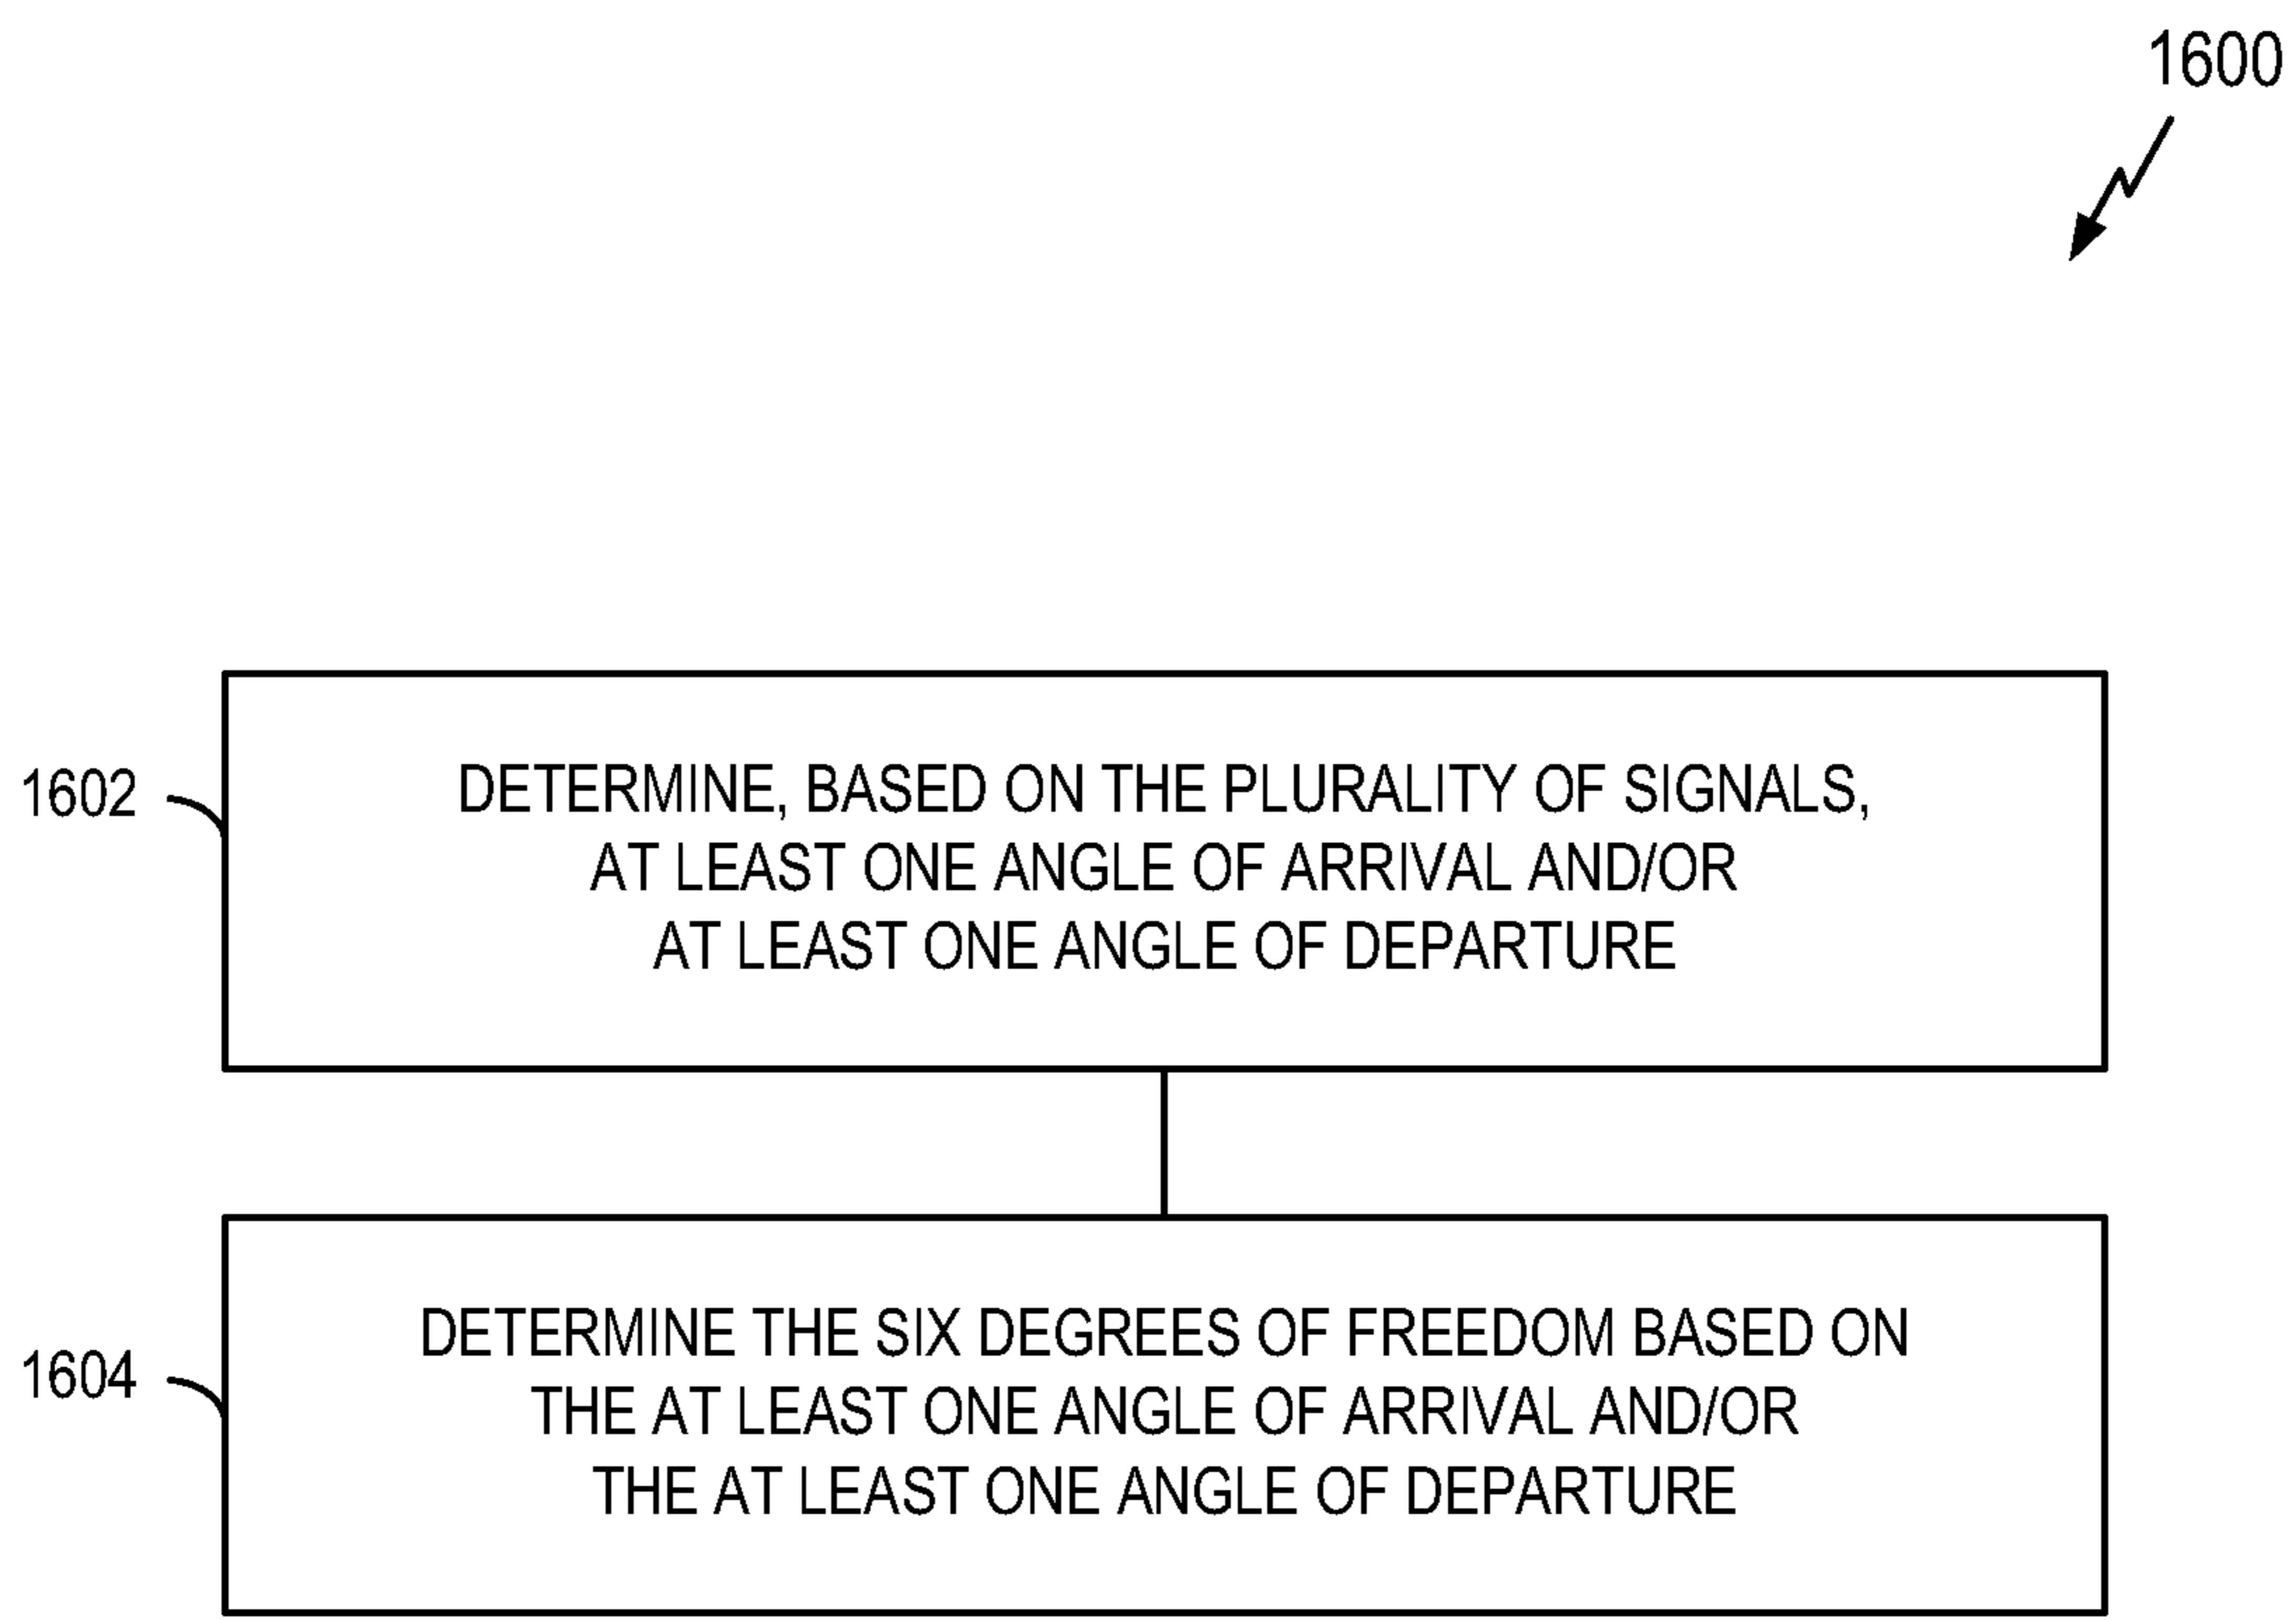 1600
1602
DETERMINE, BASED ON THE PLURALITY OF SIGNALS,
AT LEAST ONE ANGLE OF ARRIVAL AND/OR
AT LEAST ONE ANGLE OF DEPARTURE
1604
DETERMINE THE SIX DEGREES OF FREEDOM BASED ON
THE AT LEAST ONE ANGLE OF ARRIVAL AND/OR
THE AT LEAST ONE ANGLE OF DEPARTURE